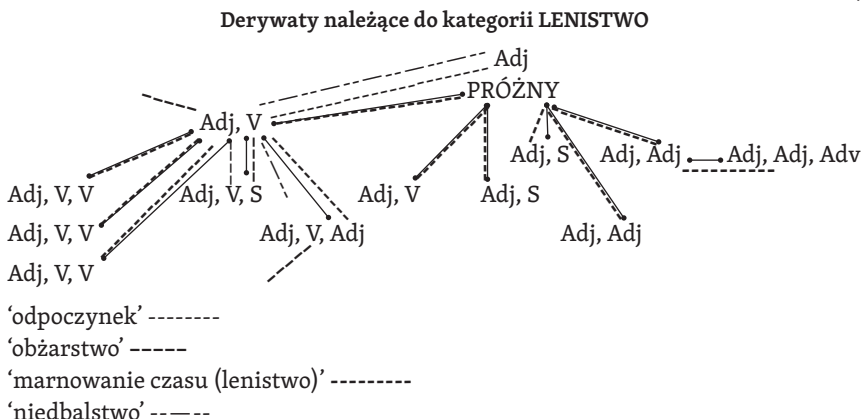 Derywaty należące do kategorii LENISTWO
Adj
PRÓŻNY
Adj, V
Adj, S Adj, Adj Adj, Adj, Adv
Adj, V, V Adj, V, S Adj, V Adj, S
Adj, V, V Adj, V, Adj Adj, Adj
Adj, V, V
‘odpoczynek’ --------
‘obżarstwo’ -----
‘marnowanie czasu (lenistwo)’ ---------
‘niedbalstwo’ --—--